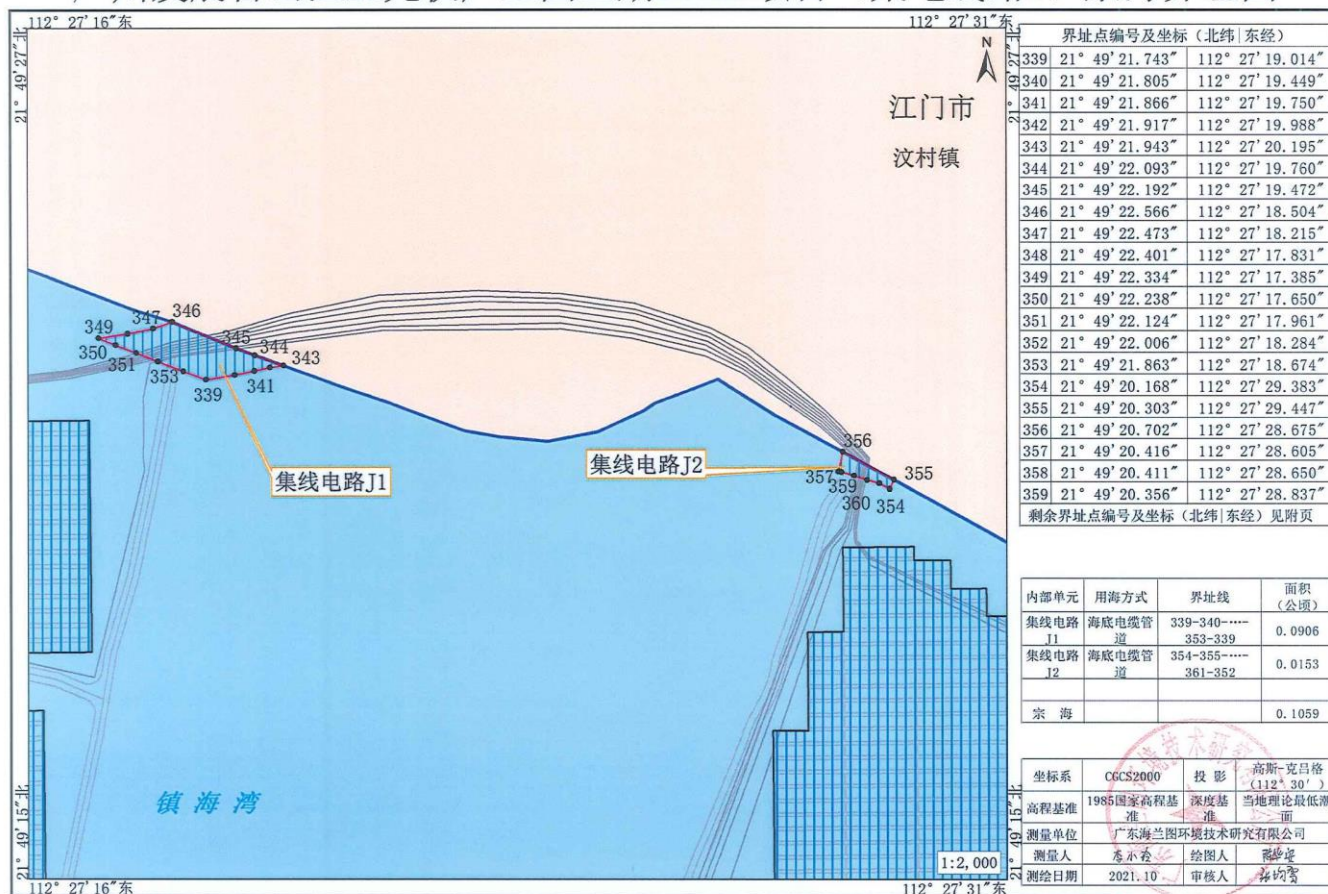 112° 27'16"东
112° 27'31"东
21° 49'27"北
21° 49'27"北
N
江门市
汶村镇
349
347
346
345
344
343
350
351
353
339
341
集线电路J1
集线电路J2
356
355
357
359
360
354
镇海湾
1:2,000
21° 49'15"北
21° 49'15"北
112° 27'16"东
112° 27'31"东
界址点编号及坐标（北纬|东经）
339 21° 49'21.743" 112° 27'19.014"
340 21° 49'21.805" 112° 27'19.449"
341 21° 49'21.866" 112° 27'19.750"
342 21° 49'21.917" 112° 27'19.988"
343 21° 49'21.943" 112° 27'20.195"
344 21° 49'22.093" 112° 27'19.760"
345 21° 49'22.192" 112° 27'19.472"
346 21° 49'22.566" 112° 27'18.504"
347 21° 49'22.473" 112° 27'18.215"
348 21° 49'22.401" 112° 27'17.831"
349 21° 49'22.334" 112° 27'17.385"
350 21° 49'22.238" 112° 27'17.650"
351 21° 49'22.124" 112° 27'17.961"
352 21° 49'22.006" 112° 27'18.284"
353 21° 49'21.863" 112° 27'18.674"
354 21° 49'20.168" 112° 27'29.383"
355 21° 49'20.303" 112° 27'29.447"
356 21° 49'20.702" 112° 27'28.675"
357 21° 49'20.416" 112° 27'28.605"
358 21° 49'20.411" 112° 27'28.650"
359 21° 49'20.356" 112° 27'28.837"
剩余界址点编号及坐标（北纬|东经）见附页
内部单元 用海方式 界址线 面积（公顷）
集线电路J1 海底电缆管道 339-340-····-353-339 0.0906
集线电路J2 海底电缆管道 354-355-····-361-352 0.0153
宗 海 0.1059
坐标系 CGCS2000 投 影 高斯-克吕格（112° 30'）
高程基准 1985国家高程基准 深度基准 当地理论最低潮面
测量单位 广东海兰图环境技术研究有限公司
测量人 绘图人
测绘日期 2021.10 审核人